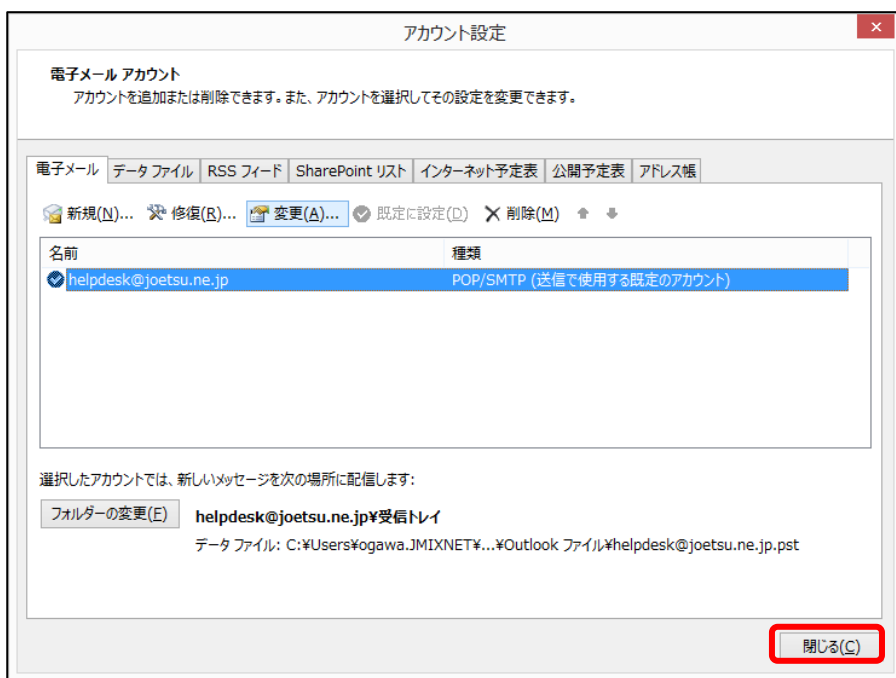 アカウント設定
電子メール アカウント
アカウントを追加または削除できます。また、アカウントを選択してその設定を変更できます。
電子メール データ ファイル RSS フィード SharePoint リスト インターネット予定表 公開予定表 アドレス帳
新規(N)... 修復(R)... 変更(A)... 既定に設定(D) 削除(M)
名前 種類
helpdesk@joetsu.ne.jp POP/SMTP (送信で使用する既定のアカウント)
選択したアカウントでは、新しいメッセージを次の場所に配信します:
フォルダーの変更(F) helpdesk@joetsu.ne.jp¥受信トレイ
データ ファイル: C:¥Users¥ogawa.JMIXNET¥...¥Outlook ファイル¥helpdesk@joetsu.ne.jp.pst
閉じる(C)